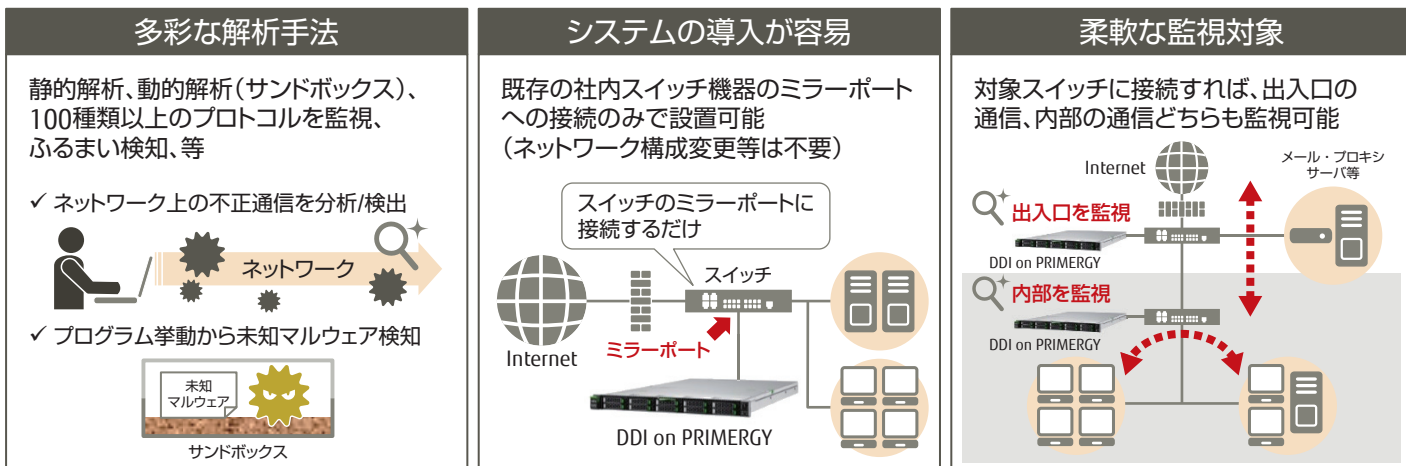 多彩な解析手法
静的解析、動的解析（サンドボックス）、
100種類以上のプロトコルを監視、
ふるまい検知、等
✓ ネットワーク上の不正通信を分析/検出
ネットワーク
✓ プログラム挙動から未知マルウェア検知
未知
マルウェア
サンドボックス
システムの導入が容易
既存の社内スイッチ機器のミラーポート
への接続のみで設置可能
（ネットワーク構成変更等は不要）
スイッチのミラーポートに
接続するだけ
スイッチ
Internet
ミラーポート
DDI on PRIMERGY
柔軟な監視対象
対象スイッチに接続すれば、出入口の
通信、内部の通信どちらも監視可能
Internet
メール・プロキシ
サーバ等
出入口を監視
DDI on PRIMERGY
内部を監視
DDI on PRIMERGY